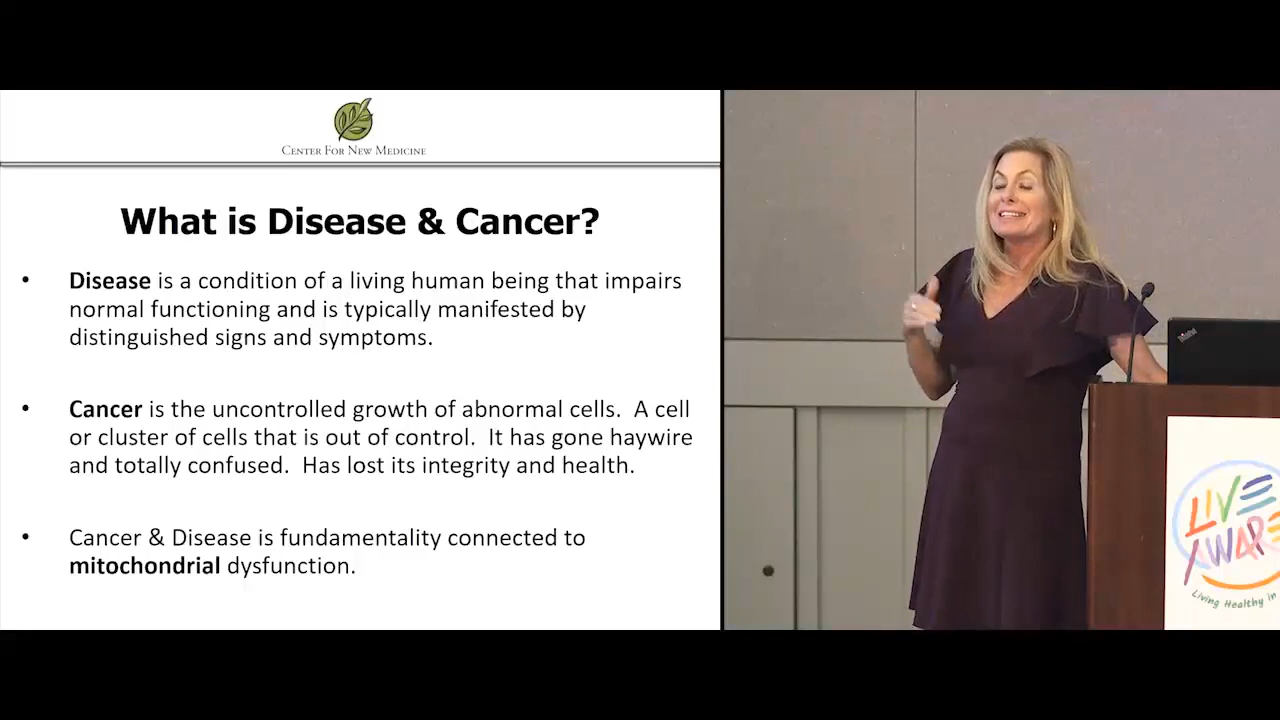 CENTER FOR NEW MEDICINE
What is Disease & Cancer?
• Disease is a condition of a living human being that impairs
normal functioning and is typically manifested by
distinguished signs and symptoms.
• Cancer is the uncontrolled growth of abnormal cells.  A cell
or cluster of cells that is out of control.  It has gone haywire
and totally confused.  Has lost its integrity and health.
• Cancer & Disease is fundamentality connected to
mitochondrial dysfunction.
ThinkPad
LIVE
AWARE
Living Healthy in